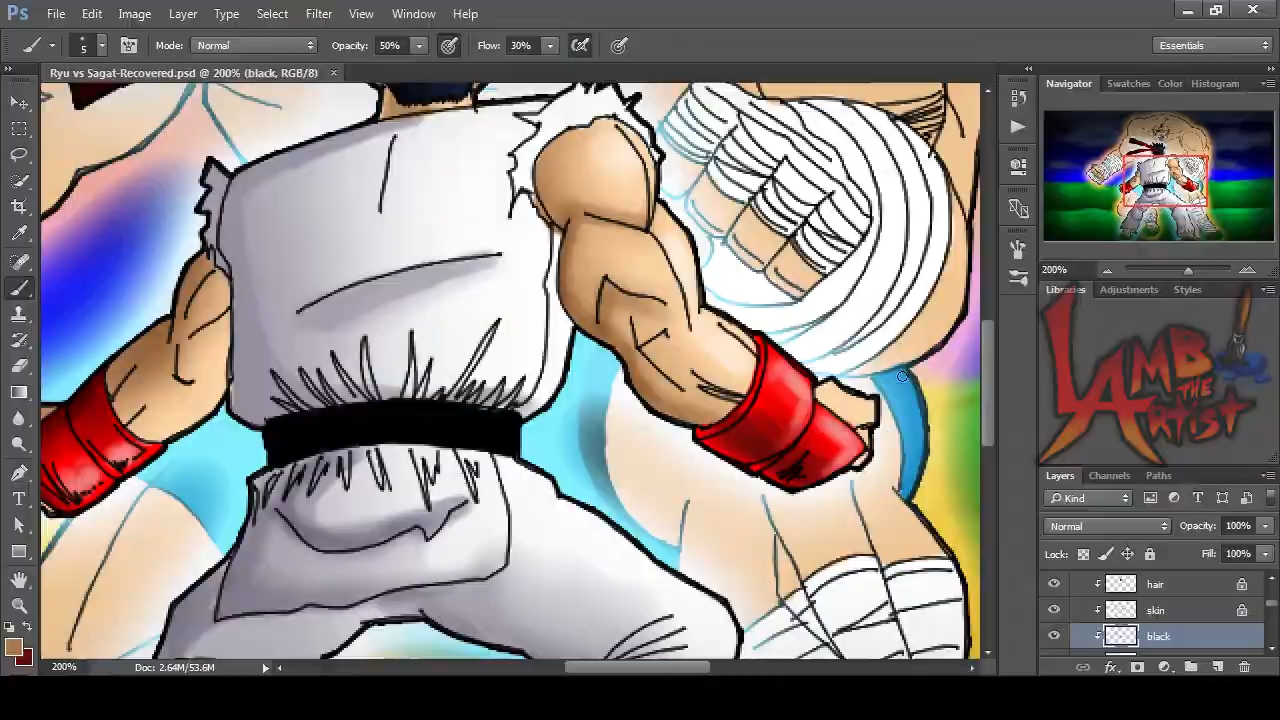 Ps File Edit Image Layer Type Select Filter View Window Help
5 Mode: Normal Opacity: 50% Flow: 30% Essentials
Ryu vs Sagat-Recovered.psd @ 200% (black, RGB/8) ×
Navigator Swatches Color Histogram
200%
Libraries Adjustments Styles
LAMB
THE
ARTIST
Layers Channels Paths
Kind
Normal Opacity: 100%
Lock: Fill: 100%
hair
skin
black
200% Doc: 2.64M/53.6M